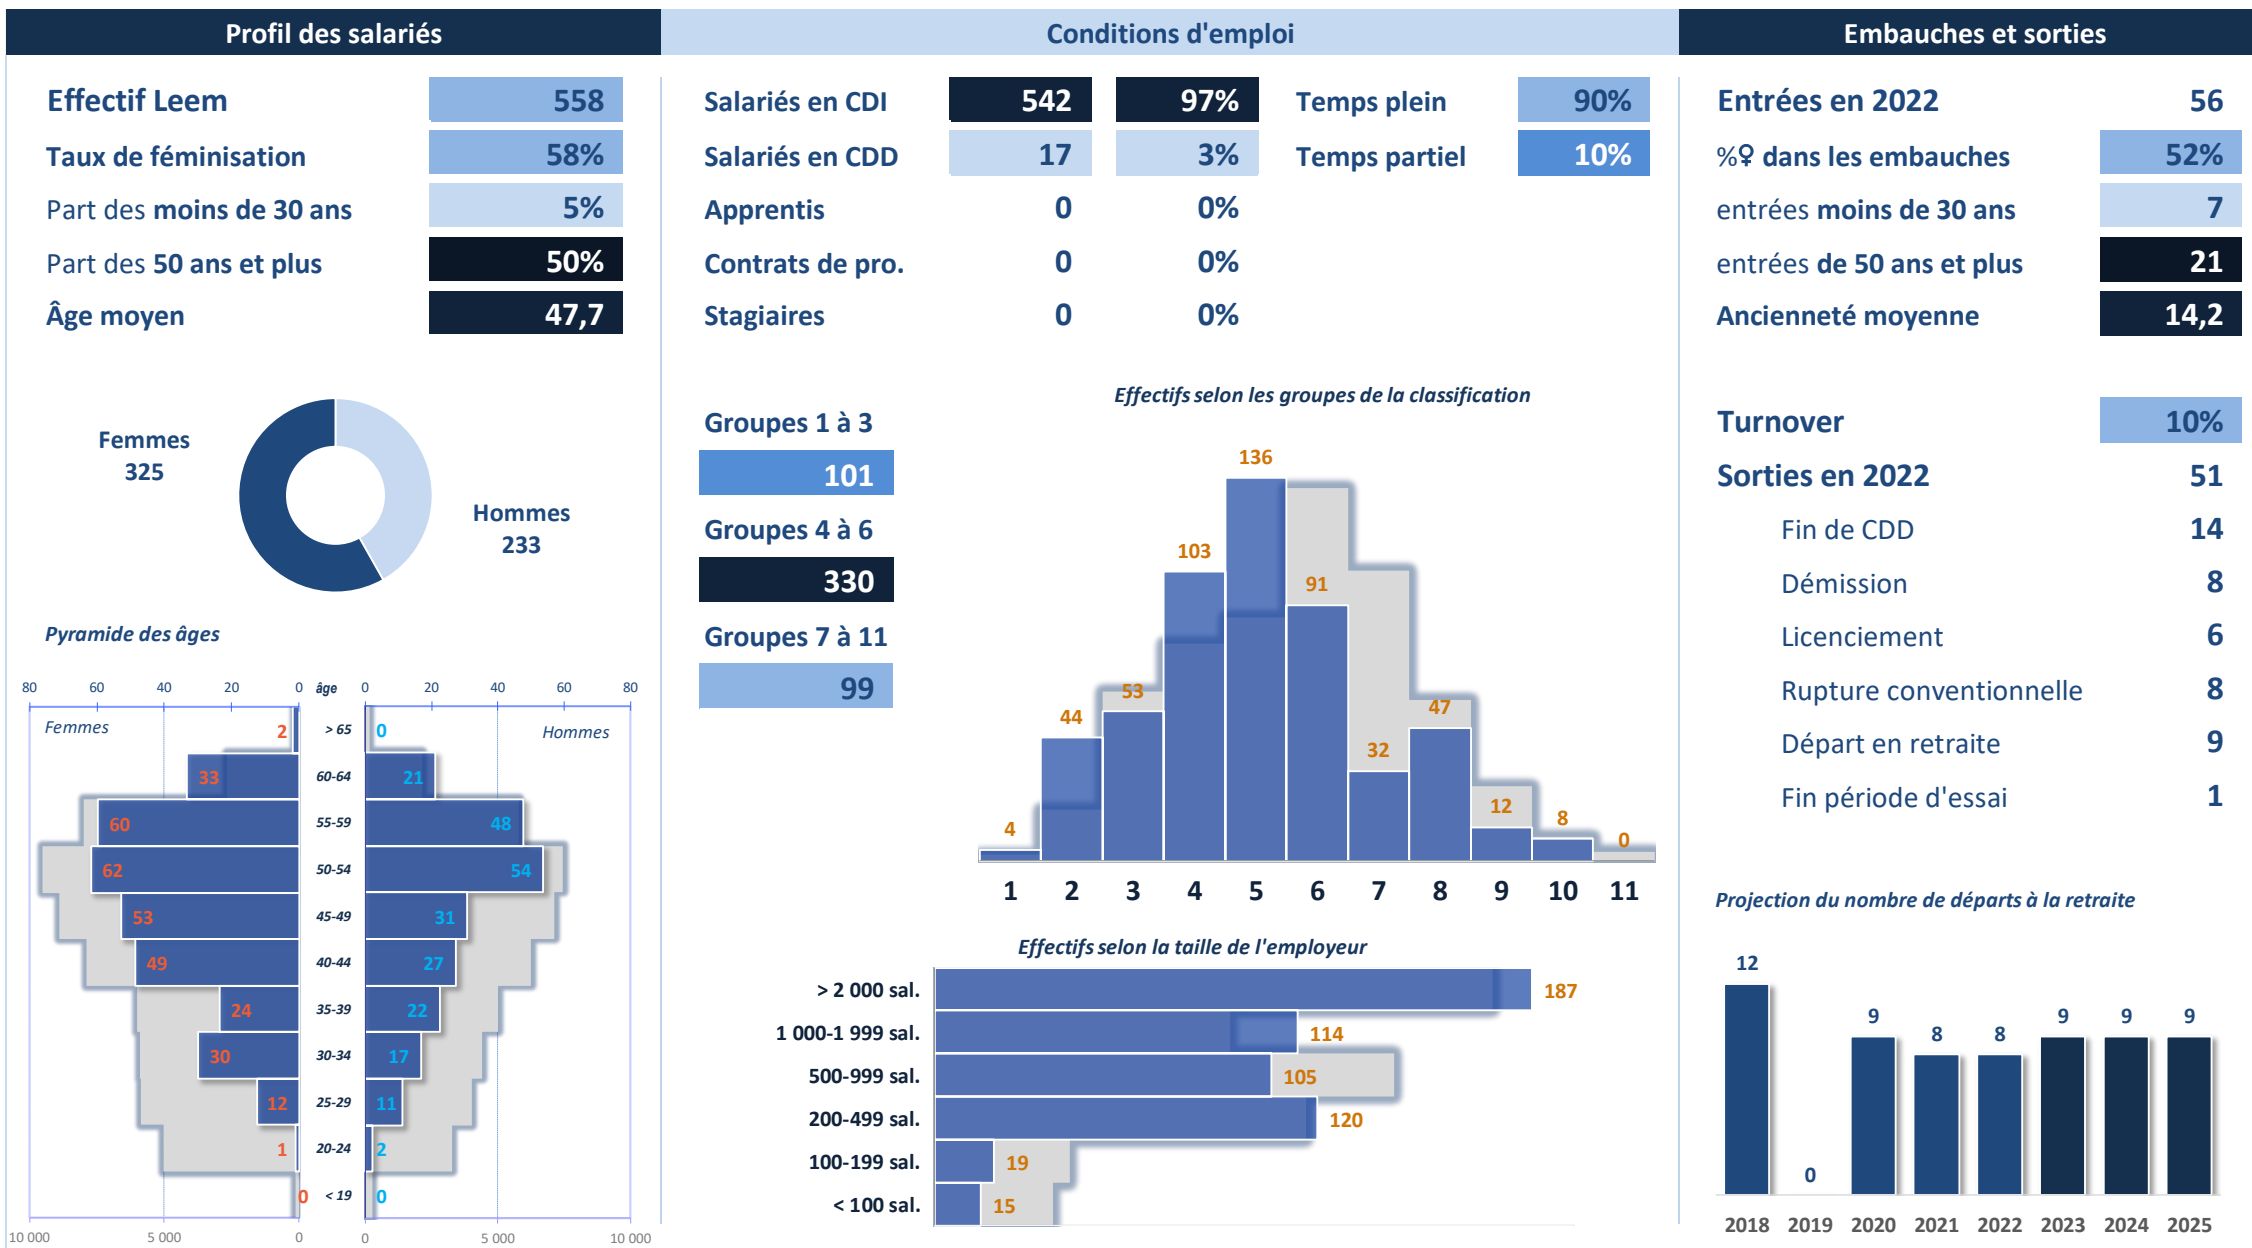 Profil des salariés
Effectif Leem 558
Taux de féminisation 58%
Part des moins de 30 ans 5%
Part des 50 ans et plus 50%
Âge moyen 47,7
Femmes
325
Hommes
233
Pyramide des âges
80 60 40 20 0 âge 0 20 40 60 80
Femmes Hommes
2 > 65 0
33 60-64 21
60 55-59 48
62 50-54 54
53 45-49 31
49 40-44 27
24 35-39 22
30 30-34 17
12 25-29 11
1 20-24 2
0 < 19 0
10 000 5 000 0 0 5 000 10 000
Conditions d'emploi
Salariés en CDI 542 97% Temps plein 90%
Salariés en CDD 17 3% Temps partiel 10%
Apprentis 0 0%
Contrats de pro. 0 0%
Stagiaires 0 0%
Groupes 1 à 3
101
Groupes 4 à 6
330
Groupes 7 à 11
99
Effectifs selon les groupes de la classification
4 44 53 103 136 91 32 47 12 8 0
1 2 3 4 5 6 7 8 9 10 11
Effectifs selon la taille de l'employeur
> 2 000 sal. 187
1 000-1 999 sal. 114
500-999 sal. 105
200-499 sal. 120
100-199 sal. 19
< 100 sal. 15
Embauches et sorties
Entrées en 2022 56
%♀ dans les embauches 52%
entrées moins de 30 ans 7
entrées de 50 ans et plus 21
Ancienneté moyenne 14,2
Turnover 10%
Sorties en 2022 51
Fin de CDD 14
Démission 8
Licenciement 6
Rupture conventionnelle 8
Départ en retraite 9
Fin période d'essai 1
Projection du nombre de départs à la retraite
12 0 9 8 8 9 9 9
2018 2019 2020 2021 2022 2023 2024 2025